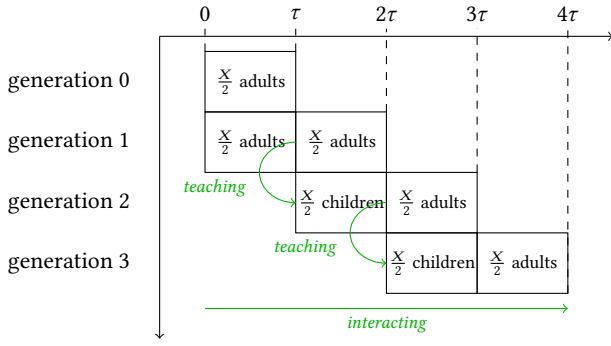 0 τ 2τ 3τ 4τ
generation 0 X/2 adults
generation 1 X/2 adults X/2 adults
teaching
generation 2 X/2 children X/2 adults
teaching
generation 3 X/2 children X/2 adults
interacting